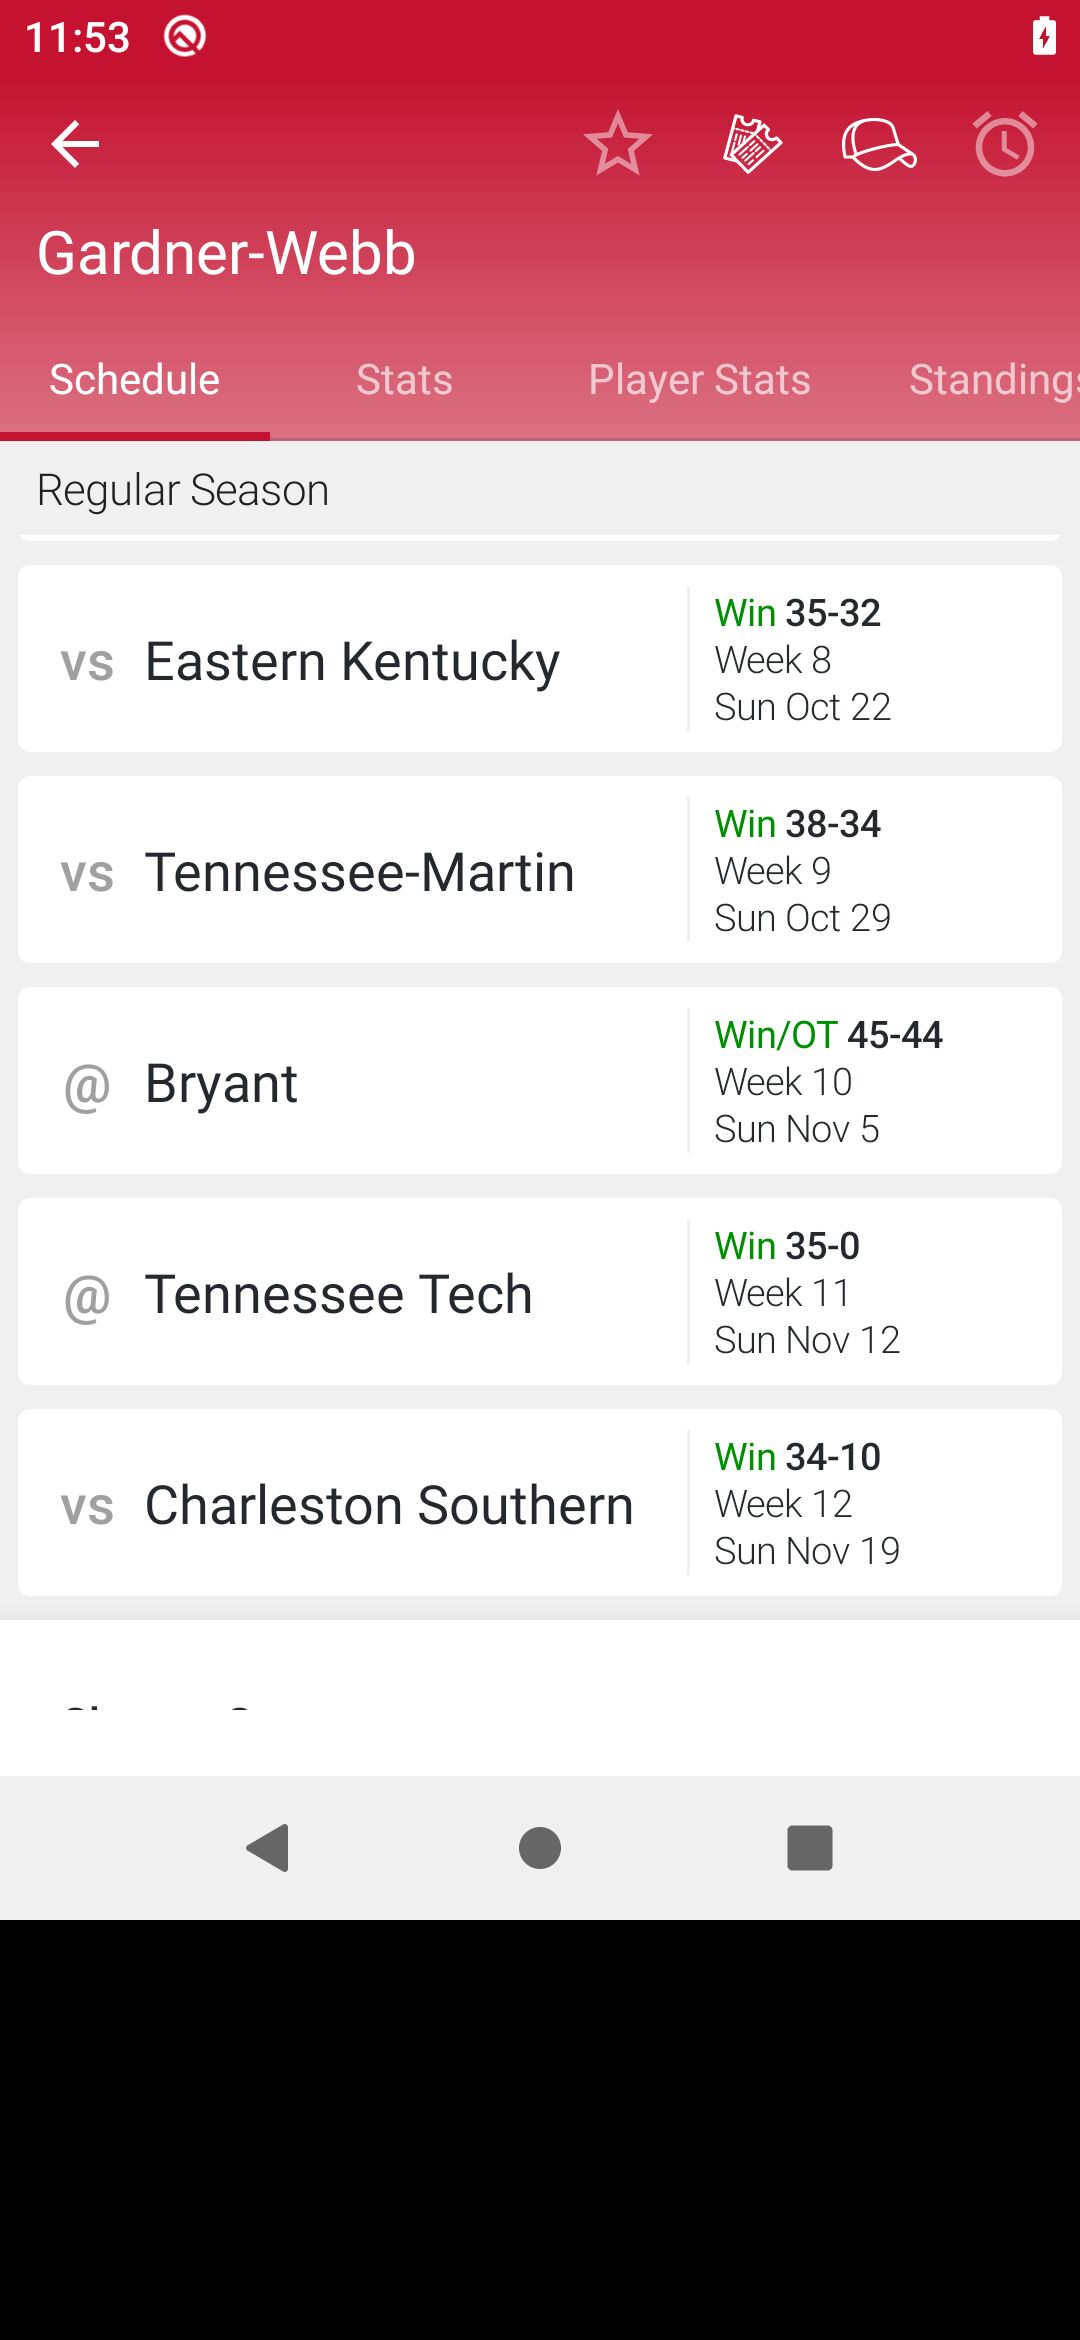 11:53
Gardner-Webb
Schedule Stats Player Stats Standings
Regular Season
vs Eastern Kentucky
Win 35-32
Week 8
Sun Oct 22
vs Tennessee-Martin
Win 38-34
Week 9
Sun Oct 29
@ Bryant
Win/OT 45-44
Week 10
Sun Nov 5
@ Tennessee Tech
Win 35-0
Week 11
Sun Nov 12
vs Charleston Southern
Win 34-10
Week 12
Sun Nov 19